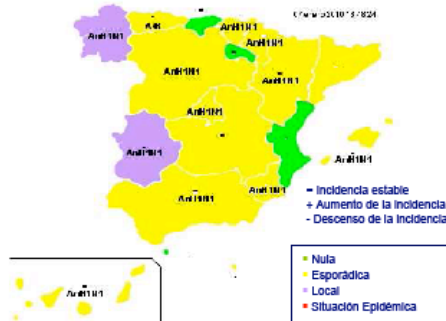 AnH1N1
AnH1N1
AnH1N1
AnH1N1
AnH1N1
AnH1N1
AnH1N1
AnH1N1
AnH1N1
AnH1N1
AnH1N1
= Incidencia estable
+ Aumento de la Incidencia
- Descenso de la Incidencia
Nula
Esporádica
Local
Situación Epidémica